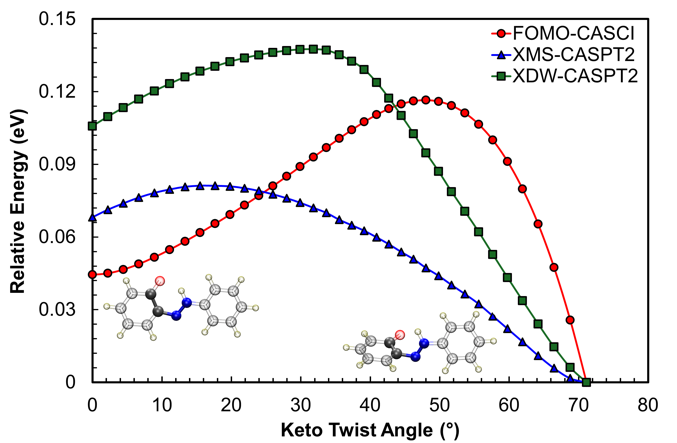 0.15
0.12
0.09
0.06
0.03
0
Relative Energy (eV)
FOMO-CASCI
XMS-CASPT2
XDW-CASPT2
0 10 20 30 40 50 60 70 80
Keto Twist Angle (°)